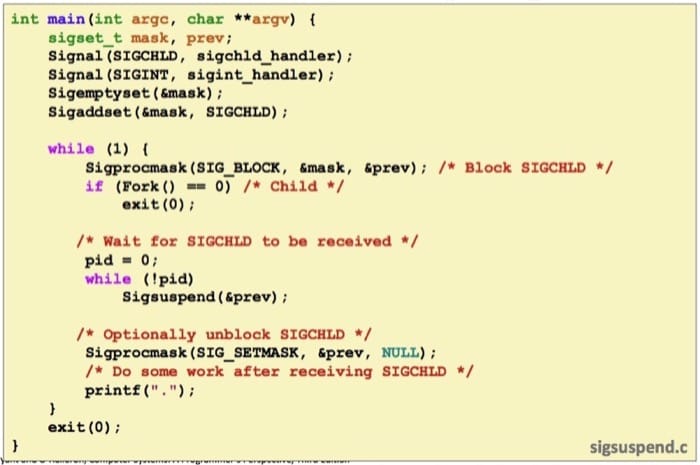 int main(int argc, char **argv) {
    sigset_t mask, prev;
    Signal(SIGCHLD, sigchld_handler);
    Signal(SIGINT, sigint_handler);
    Sigemptyset(&mask);
    Sigaddset(&mask, SIGCHLD);

    while (1) {
        Sigprocmask(SIG_BLOCK, &mask, &prev); /* Block SIGCHLD */
        if (Fork() == 0) /* Child */
            exit(0);

        /* Wait for SIGCHLD to be received */
        pid = 0;
        while (!pid)
            Sigsuspend(&prev);

        /* Optionally unblock SIGCHLD */
        Sigprocmask(SIG_SETMASK, &prev, NULL);
        /* Do some work after receiving SIGCHLD */
        printf(".");
    }
    exit(0);
}
sigsuspend.c